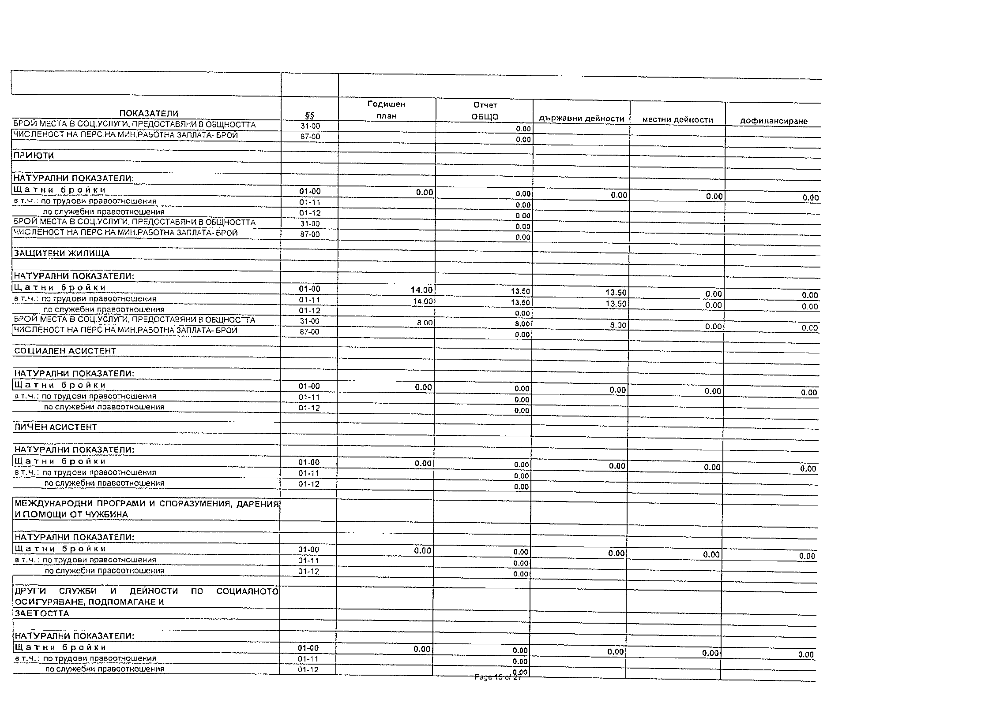 Годишен Отчет
ПОКАЗАТЕЛИ §§ план ОБЩО държавни дейности местни дейности дофинансиране
БРОЙ МЕСТА В СОЦ.УСЛУГИ, ПРЕДОСТАВЯНИ В ОБЩНОСТТА 31-00 0.00
ЧИСЛЕНОСТ НА ПЕРС.НА МИН.РАБОТНА ЗАПЛАТА- БРОЙ 87-00 0.00
ПРИЮТИ
НАТУРАЛНИ ПОКАЗАТЕЛИ:
Щатни бройки 01-00 0.00 0.00 0.00 0.00 0.00
в т.ч.: по трудови правоотношения 01-11 0.00
по служебни правоотношения 01-12 0.00
БРОЙ МЕСТА В СОЦ.УСЛУГИ, ПРЕДОСТАВЯНИ В ОБЩНОСТТА 31-00 0.00
ЧИСЛЕНОСТ НА ПЕРС.НА МИН.РАБОТНА ЗАПЛАТА- БРОЙ 87-00 0.00
ЗАЩИТЕНИ ЖИЛИЩА
НАТУРАЛНИ ПОКАЗАТЕЛИ:
Щатни бройки 01-00 14.00 13.50 13.50 0.00 0.00
в т.ч.: по трудови правоотношения 01-11 14.00 13.50 13.50 0.00 0.00
по служебни правоотношения 01-12 0.00
БРОЙ МЕСТА В СОЦ.УСЛУГИ, ПРЕДОСТАВЯНИ В ОБЩНОСТТА 31-00 8.00 8.00 8.00 0.00 0.00
ЧИСЛЕНОСТ НА ПЕРС.НА МИН.РАБОТНА ЗАПЛАТА- БРОЙ 87-00 0.00
СОЦИАЛЕН АСИСТЕНТ
НАТУРАЛНИ ПОКАЗАТЕЛИ:
Щатни бройки 01-00 0.00 0.00 0.00 0.00 0.00
в т.ч.: по трудови правоотношения 01-11 0.00
по служебни правоотношения 01-12 0.00
ЛИЧЕН АСИСТЕНТ
НАТУРАЛНИ ПОКАЗАТЕЛИ:
Щатни бройки 01-00 0.00 0.00 0.00 0.00 0.00
в т.ч.: по трудови правоотношения 01-11 0.00
по служебни правоотношения 01-12 0.00
МЕЖДУНАРОДНИ ПРОГРАМИ И СПОРАЗУМЕНИЯ, ДАРЕНИЯ
И ПОМОЩИ ОТ ЧУЖБИНА
НАТУРАЛНИ ПОКАЗАТЕЛИ:
Щатни бройки 01-00 0.00 0.00 0.00 0.00 0.00
в т.ч.: по трудови правоотношения 01-11 0.00
по служебни правоотношения 01-12 0.00
ДРУГИ СЛУЖБИ И ДЕЙНОСТИ ПО СОЦИАЛНОТО
ОСИГУРЯВАНЕ, ПОДПОМАГАНЕ И
ЗАЕТОСТТА
НАТУРАЛНИ ПОКАЗАТЕЛИ:
Щатни бройки 01-00 0.00 0.00 0.00 0.00 0.00
в т.ч.: по трудови правоотношения 01-11 0.00
по служебни правоотношения 01-12 0.00
Page 15 of 27